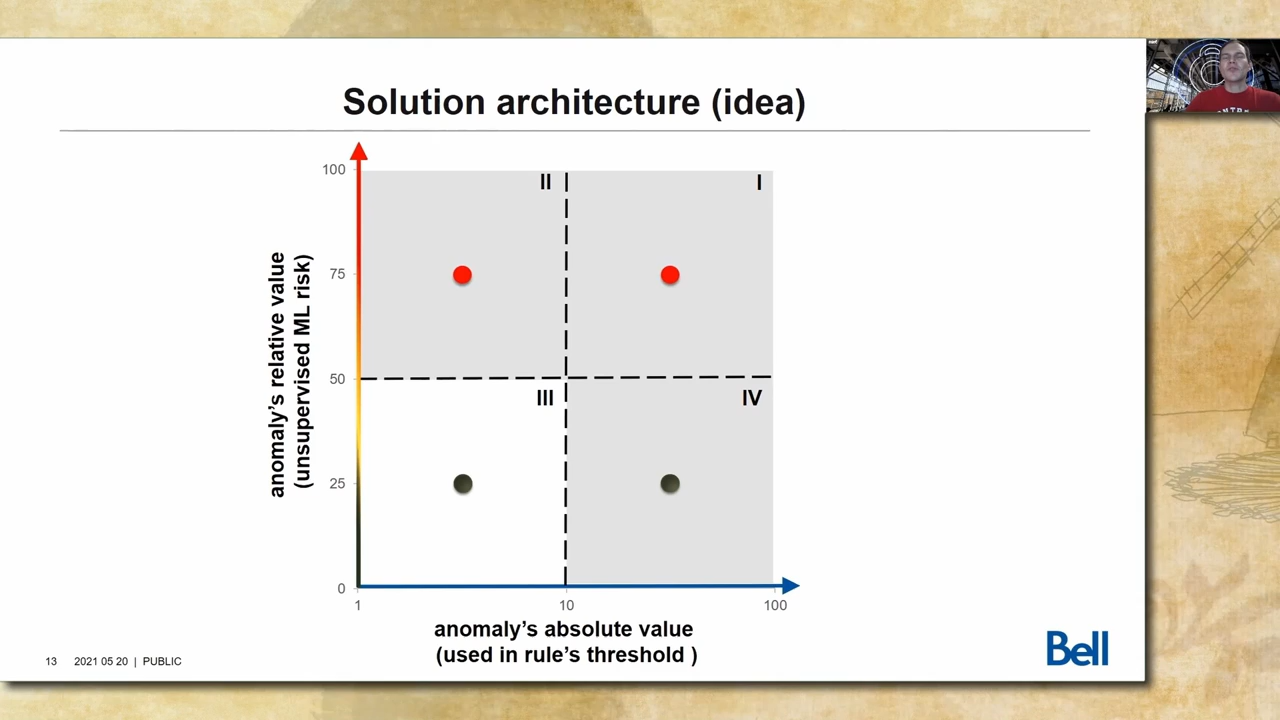 Solution architecture (idea)
100
75
50
25
0
II
I
III
IV
anomaly's relative value
(unsupervised ML risk)
1
10
100
anomaly's absolute value
(used in rule's threshold )
13 2021 05 20 | PUBLIC
Bell